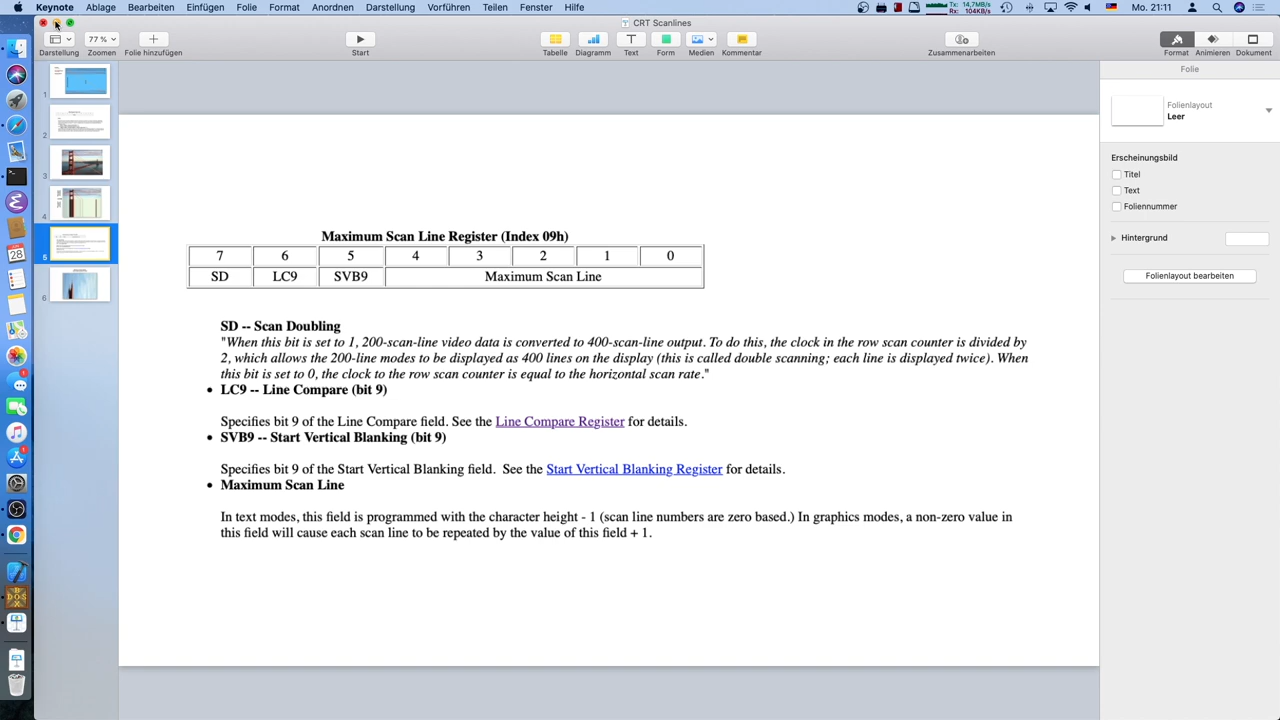 Keynote Ablage Bearbeiten Einfügen Folie Format Anordnen Darstellung Vorführen Teilen Fenster Hilfe
Tx: 14,7MB/s
Rx: 104KB/s
Mo. 21:11
CRT Scanlines
77 %
Darstellung Zoomen Folie hinzufügen Start Tabelle Diagramm Text Form Medien Kommentar Zusammenarbeiten Format Animieren Dokument
Folie
Folienlayout
Leer
Erscheinungsbild
Titel
Text
Foliennummer
Hintergrund
Folienlayout bearbeiten
1
2
3
4
5
6
28
Maximum Scan Line Register (Index 09h)
7 6 5 4 3 2 1 0
SD LC9 SVB9 Maximum Scan Line
SD -- Scan Doubling
"When this bit is set to 1, 200-scan-line video data is converted to 400-scan-line output. To do this, the clock in the row scan counter is divided by
2, which allows the 200-line modes to be displayed as 400 lines on the display (this is called double scanning; each line is displayed twice). When
this bit is set to 0, the clock to the row scan counter is equal to the horizontal scan rate."
• LC9 -- Line Compare (bit 9)
Specifies bit 9 of the Line Compare field. See the Line Compare Register for details.
• SVB9 -- Start Vertical Blanking (bit 9)
Specifies bit 9 of the Start Vertical Blanking field. See the Start Vertical Blanking Register for details.
• Maximum Scan Line
In text modes, this field is programmed with the character height - 1 (scan line numbers are zero based.) In graphics modes, a non-zero value in
this field will cause each scan line to be repeated by the value of this field + 1.